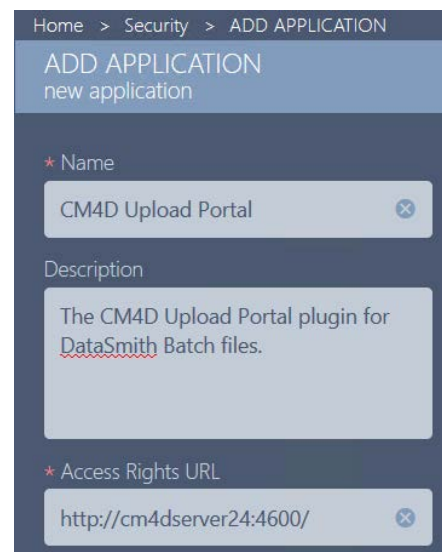 Home > Security > ADD APPLICATION
ADD APPLICATION
new application
* Name
CM4D Upload Portal
Description
The CM4D Upload Portal plugin for
DataSmith Batch files.
* Access Rights URL
http://cm4dserver24:4600/